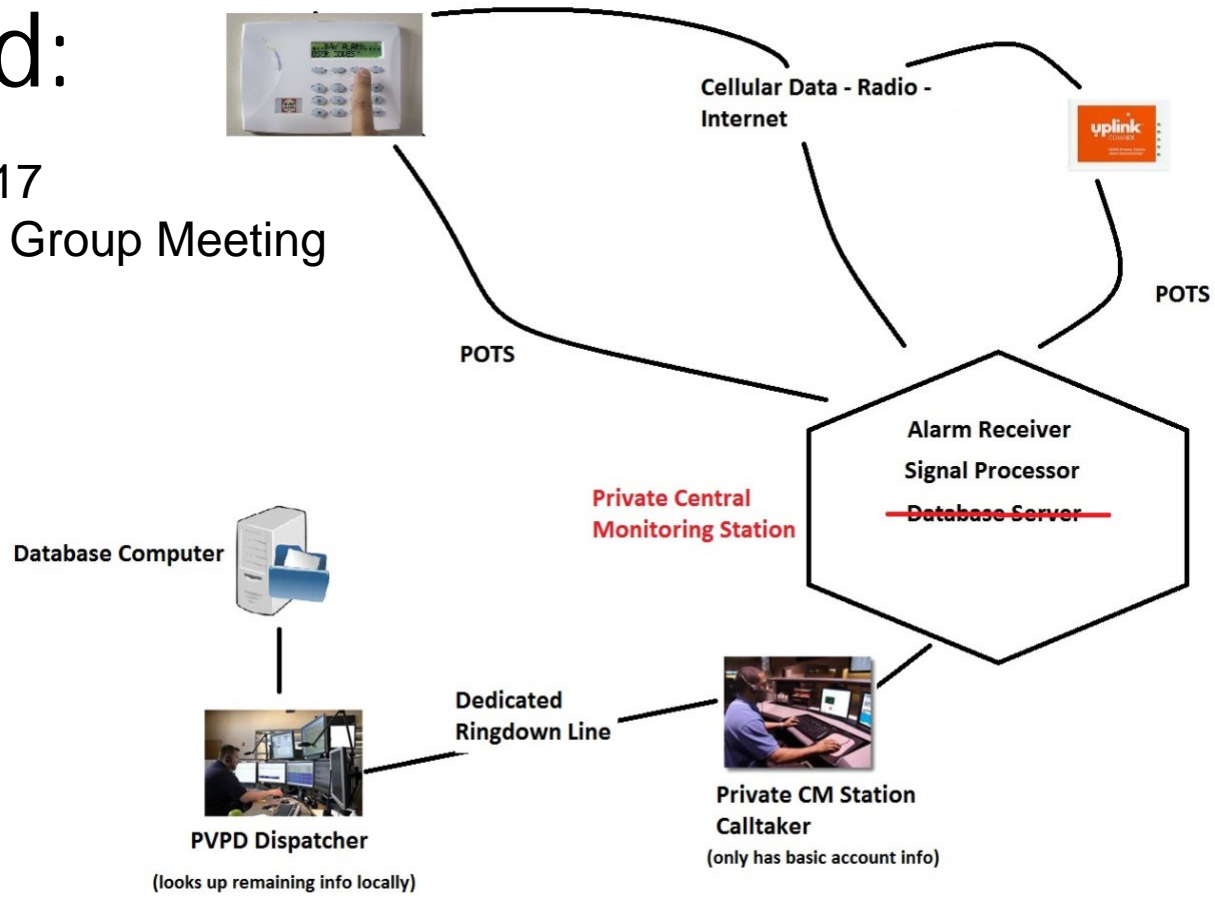 d:
17
Group Meeting
Cellular Data - Radio -
Internet
uplink
POTS
POTS
Alarm Receiver
Signal Processor
Database Server
Private Central
Monitoring Station
Database Computer
Dedicated
Ringdown Line
Private CM Station
Calltaker
(only has basic account info)
PVPD Dispatcher
(looks up remaining info locally)